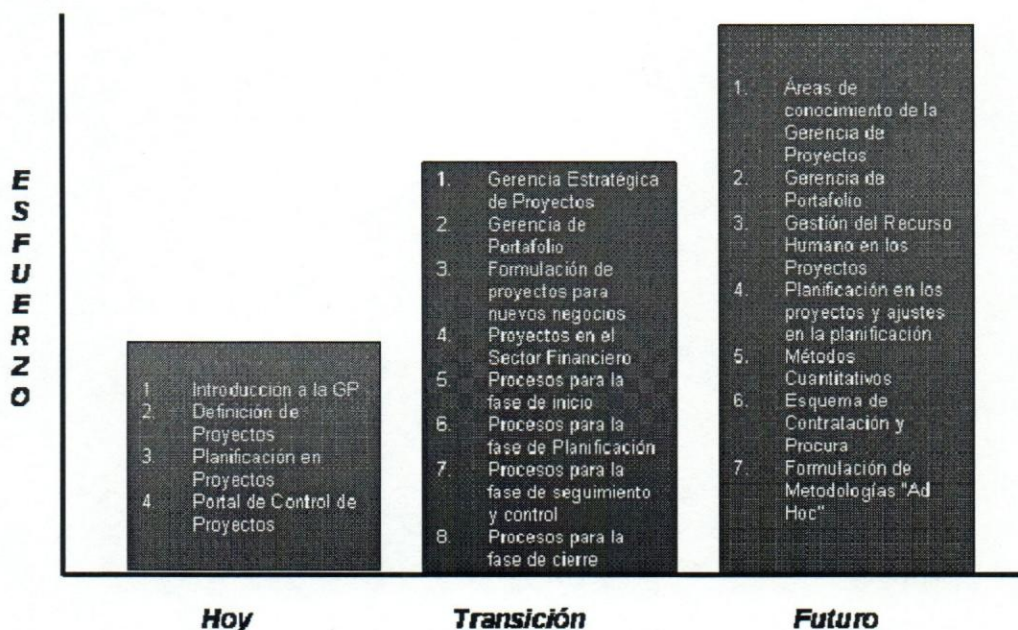 ESFUERZO
1 Introducción a la GP
2. Definición de
Proyectos
3. Planificación en
Proyectos
4. Portal de Control de
Proyectos
1. Gerencia Estratégica
de Proyectos
2. Gerencia de
Portafolio
3. Formulación de
proyectos para
nuevos negocios
4. Proyectos en el
Sector Financiero
5. Procesos para la
fase de inicio
6. Procesos para la
fase de Planificación
7. Procesos para la
fase de seguimiento
y control
8. Procesos para la
fase de cierre
1. Áreas de
conocimiento de la
Gerencia de
Proyectos
2. Gerencia de
Portafolio
3. Gestión del Recurso
Humano en los
Proyectos
4. Planificación en los
proyectos y ajustes
en la planificación
5. Métodos
Cuantitativos
6. Esquema de
Contratación y
Procura
7. Formulación de
Metodologías "Ad
Hoc"
Hoy
Transición
Futuro